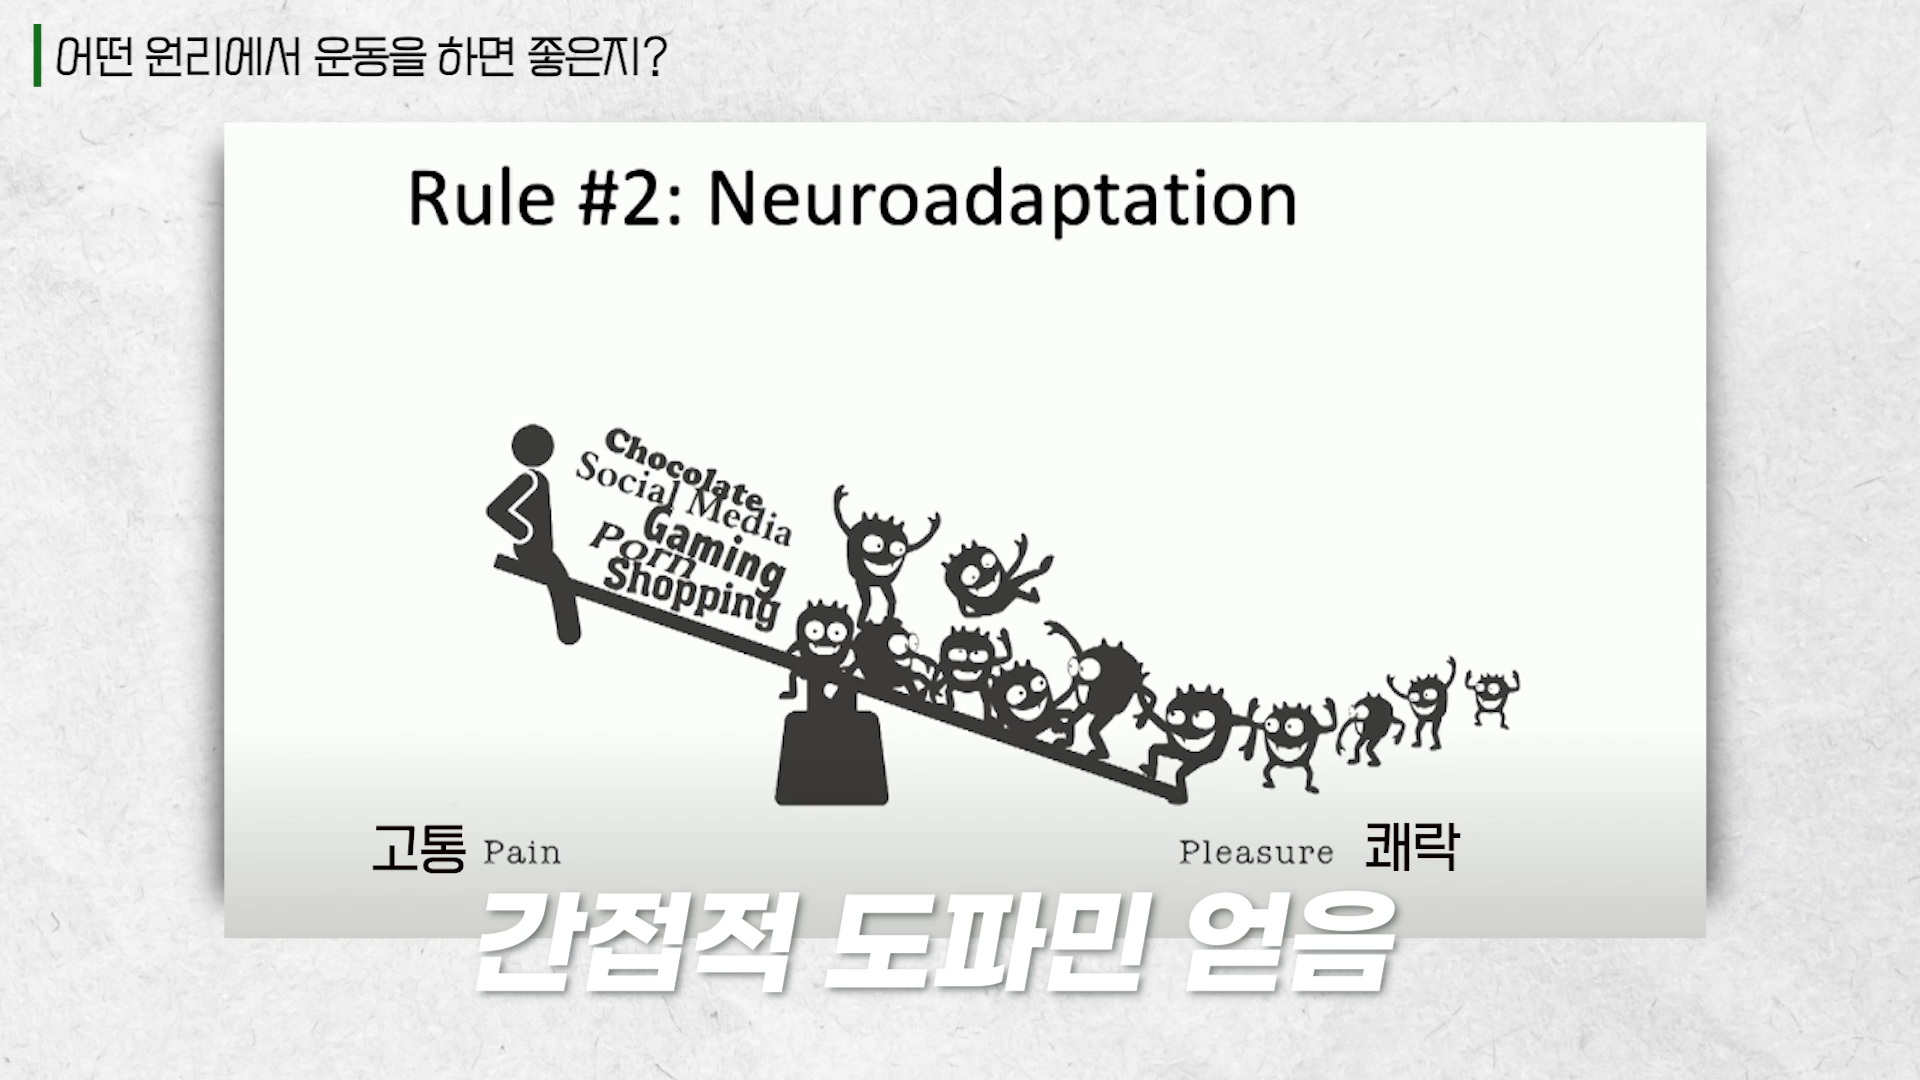 어떤 원리에서 운동을 하면 좋은지?
Rule #2: Neuroadaptation
Chocolate
Social Media
Gaming
Porn
Shopping
고통 Pain
Pleasure 쾌락
간접적 도파민 얻음